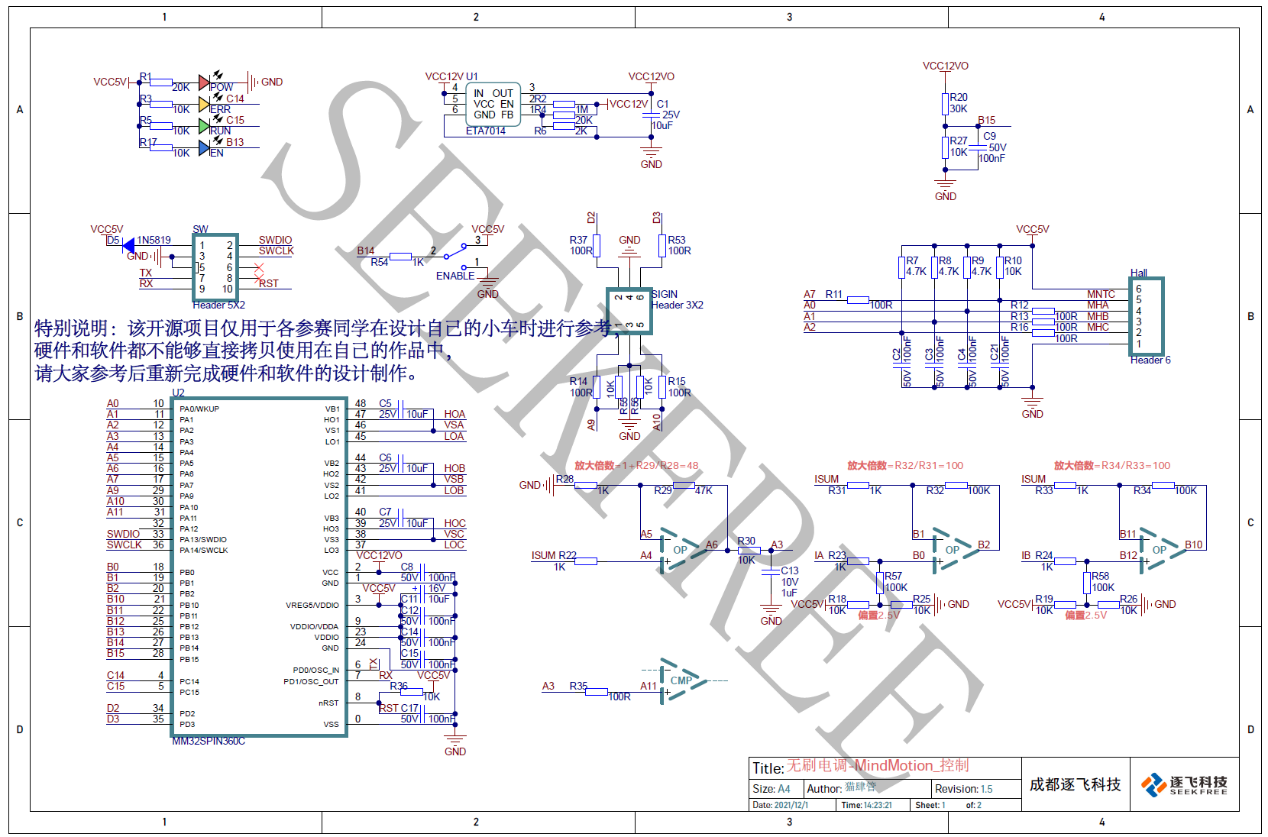 1 2 3 4
A A
VCC5V R1 20K POW GND
R3 10K ERR C14
R5 10K RUN C15
R17 10K EN B13
VCC12V U1 VCC12VO
4 IN OUT 3
5 VCC EN 2 R2 1M VCC12V
6 GND FB 1 R4 20K
ETA7014 R6 2K
C1 25V 10uF
GND
VCC12VO
R20 30K
B15
R27 10K
C9 50V 100nF
GND
B B
VCC5V SW
D5 1N5819 1 2 SWDIO
GND 3 4 SWCLK
5 6
TX 7 8
RX 9 10 RST
Header 5X2
VCC5V
B14 R54 1K 2 3
1
ENABLE
GND
D2 D3
R37 100R GND R53 100R
2 4 6 SIGIN
1 3 5 Header 3X2
R14 100R 10K 10K R15 100R
R55 R56
A9 A10
GND
VCC5V
R7 4.7K R8 4.7K R9 4.7K R10 10K
Hall
A7 R11 100R MNTC 6
A0 R12 100R MHA 5
A1 R13 100R MHB 4
A2 R16 100R MHC 3
2
1
Header 6
C2 50V 100nF C3 50V 100nF C4 50V 100nF C21 50V 100nF
GND
特别说明：该开源项目仅用于各参赛同学在设计自己的小车时进行参考，
硬件和软件都不能够直接拷贝使用在自己的作品中，
请大家参考后重新完成硬件和软件的设计制作。
C C
U2
A0 10 PA0/WKUP
A1 11 PA1
A2 12 PA2
A3 13 PA3
A4 14 PA4
A5 15 PA5
A6 16 PA6
A7 17 PA7
A9 29 PA9
A10 30 PA10
A11 31 PA11
32 PA12
SWDIO 33 PA13/SWDIO
SWCLK 36 PA14/SWCLK
B0 18 PB0
B1 19 PB1
B2 20 PB2
B10 21 PB10
B11 22 PB11
B12 25 PB12
B13 26 PB13
B14 27 PB14
B15 28 PB15
C14 4 PC14
C15 5 PC15
D2 34 PD2
D3 35 PD3
MM32SPIN360C
VB1 48 C5 25V 10uF
HO1 47 HOA
VS1 46 VSA
LO1 45 LOA
VB2 44 C6 25V 10uF
HO2 43 HOB
VS2 42 VSB
LO2 41 LOB
VB3 40 C7 25V 10uF
HO3 39 HOC
VS3 38 VSC
LO3 37 LOC
VCC12VO
VCC 2 C8 50V 100nF
GND 1
VCC5V
VREG5/VDDIO 3 + 16V C11 10uF
C12 50V 100nF
VDDIO/VDDA 9
VDDIO 23 C14 50V 100nF
GND 24
C15 50V 100nF
PD0/OSC_IN 6 TX
PD1/OSC_OUT 7 RX VCC5V
R36 10K
nRST 8 RST C17 50V 100nF
VSS 0
GND
放大倍数=1+R29/R28=48
GND R28 1K R29 47K
A5
OP A6 R30 10K A3
ISUM R22 1K A4
C13 10V 1uF
GND
放大倍数=R32/R31=100
ISUM R31 1K R32 100K
B1
OP B2
IA R23 1K B0
R57 100K
VCC5V R18 10K R25 10K GND
偏置2.5V
放大倍数=R34/R33=100
ISUM R33 1K R34 100K
B11
OP B10
IB R24 1K B12
R58 100K
VCC5V R19 10K R26 10K GND
偏置2.5V
D D
CMP
A3 R35 100R A11
SEEKFREE
Title: 无刷电调-MindMotion_控制
Size: A4 Author: 猫肆 Revision: 1.5
Date: 2021/12/1 Time: 14:23:21 Sheet: 1 of: 2
成都逐飞科技
逐飞科技
SEEKFREE
1 2 3 4